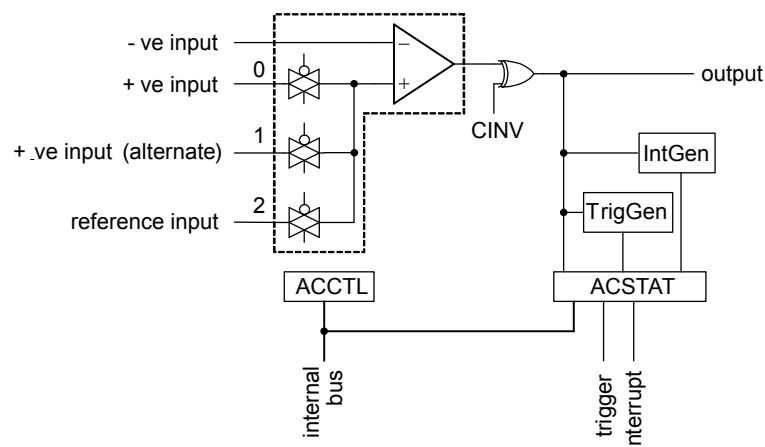 - ve input
+ ve input
0
−
+
output
CINV
+ ve input (alternate)
1
IntGen
reference input
2
TrigGen
ACCTL
ACSTAT
internal
bus
trigger
nterrupt